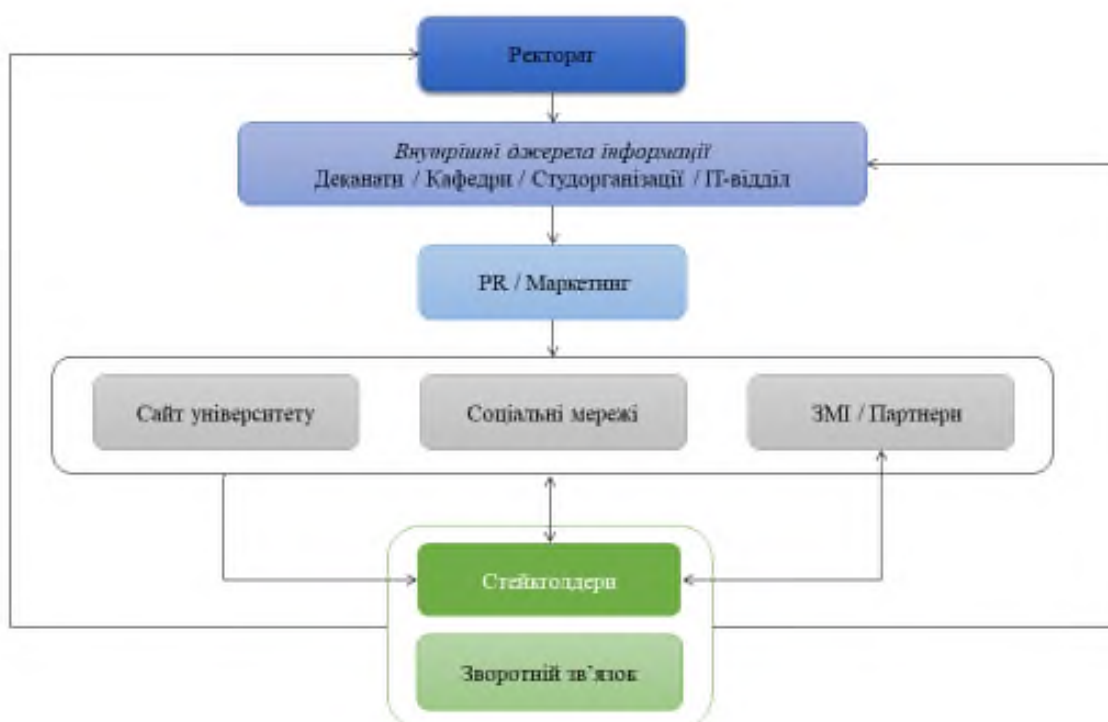 Ректорат
Внутрішні джерела інформації
Деканати / Кафедри / Студорганізації / ІТ-відділ
PR / Маркетинг
Сайт університету
Соціальні мережі
ЗМІ / Партнери
Стейкголдери
Зворотній зв’язок